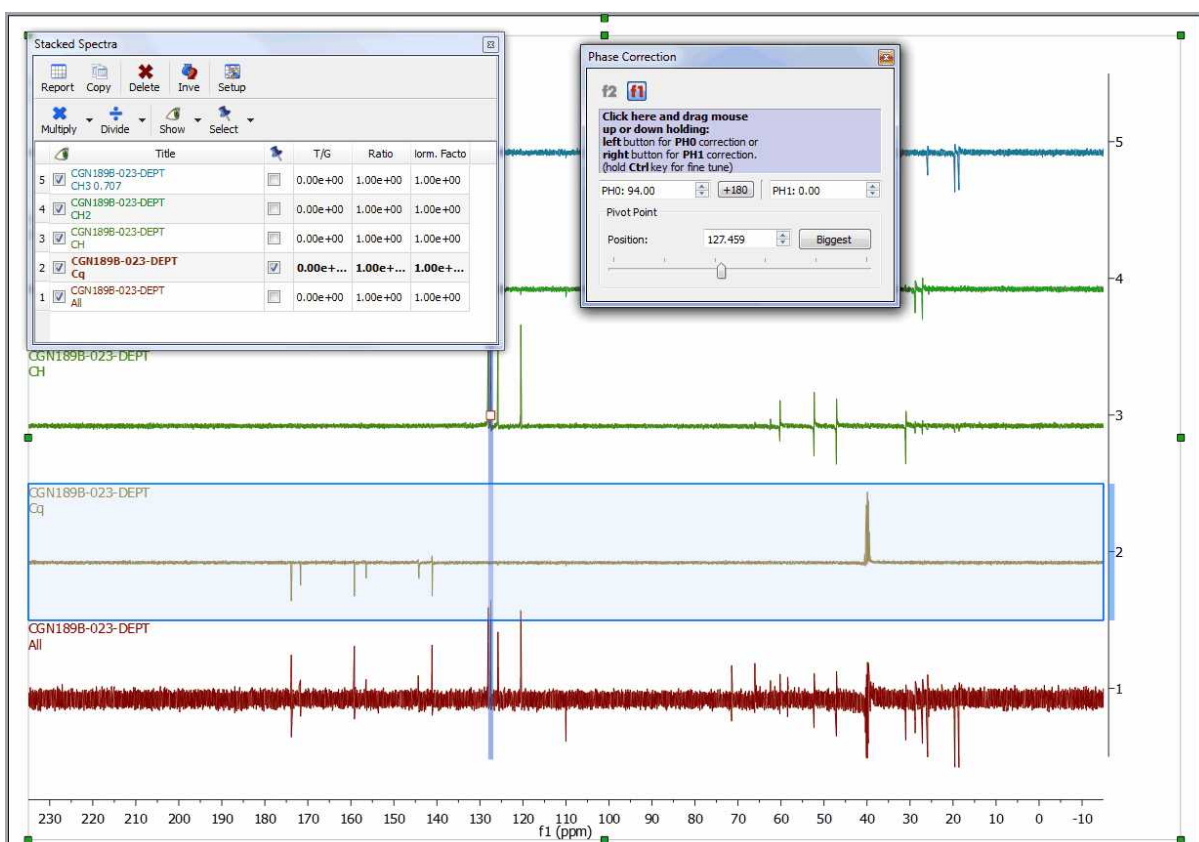 Stacked Spectra
Report Copy Delete Inve Setup
Multiply Divide Show Select
Title T/G Ratio lorm. Facto
5 CGN189B-023-DEPT 0.00e+00 1.00e+00 1.00e+00
CH3 0.707
4 CGN189B-023-DEPT 0.00e+00 1.00e+00 1.00e+00
CH2
3 CGN189B-023-DEPT 0.00e+00 1.00e+00 1.00e+00
CH
2 CGN189B-023-DEPT 0.00e+... 1.00e+... 1.00e+...
Cq
1 CGN189B-023-DEPT 0.00e+00 1.00e+00 1.00e+00
All
Phase Correction
f2 f1
Click here and drag mouse
up or down holding:
left button for PH0 correction or
right button for PH1 correction.
(hold Ctrl key for fine tune)
PH0: 94.00 +180 PH1: 0.00
Pivot Point
Position: 127.459 Biggest
5
4
CGN189B-023-DEPT
CH
3
CGN189B-023-DEPT
Cq
2
CGN189B-023-DEPT
All
1
230 220 210 200 190 180 170 160 150 140 130 120 110 100 90 80 70 60 50 40 30 20 10 0 -10
f1 (ppm)